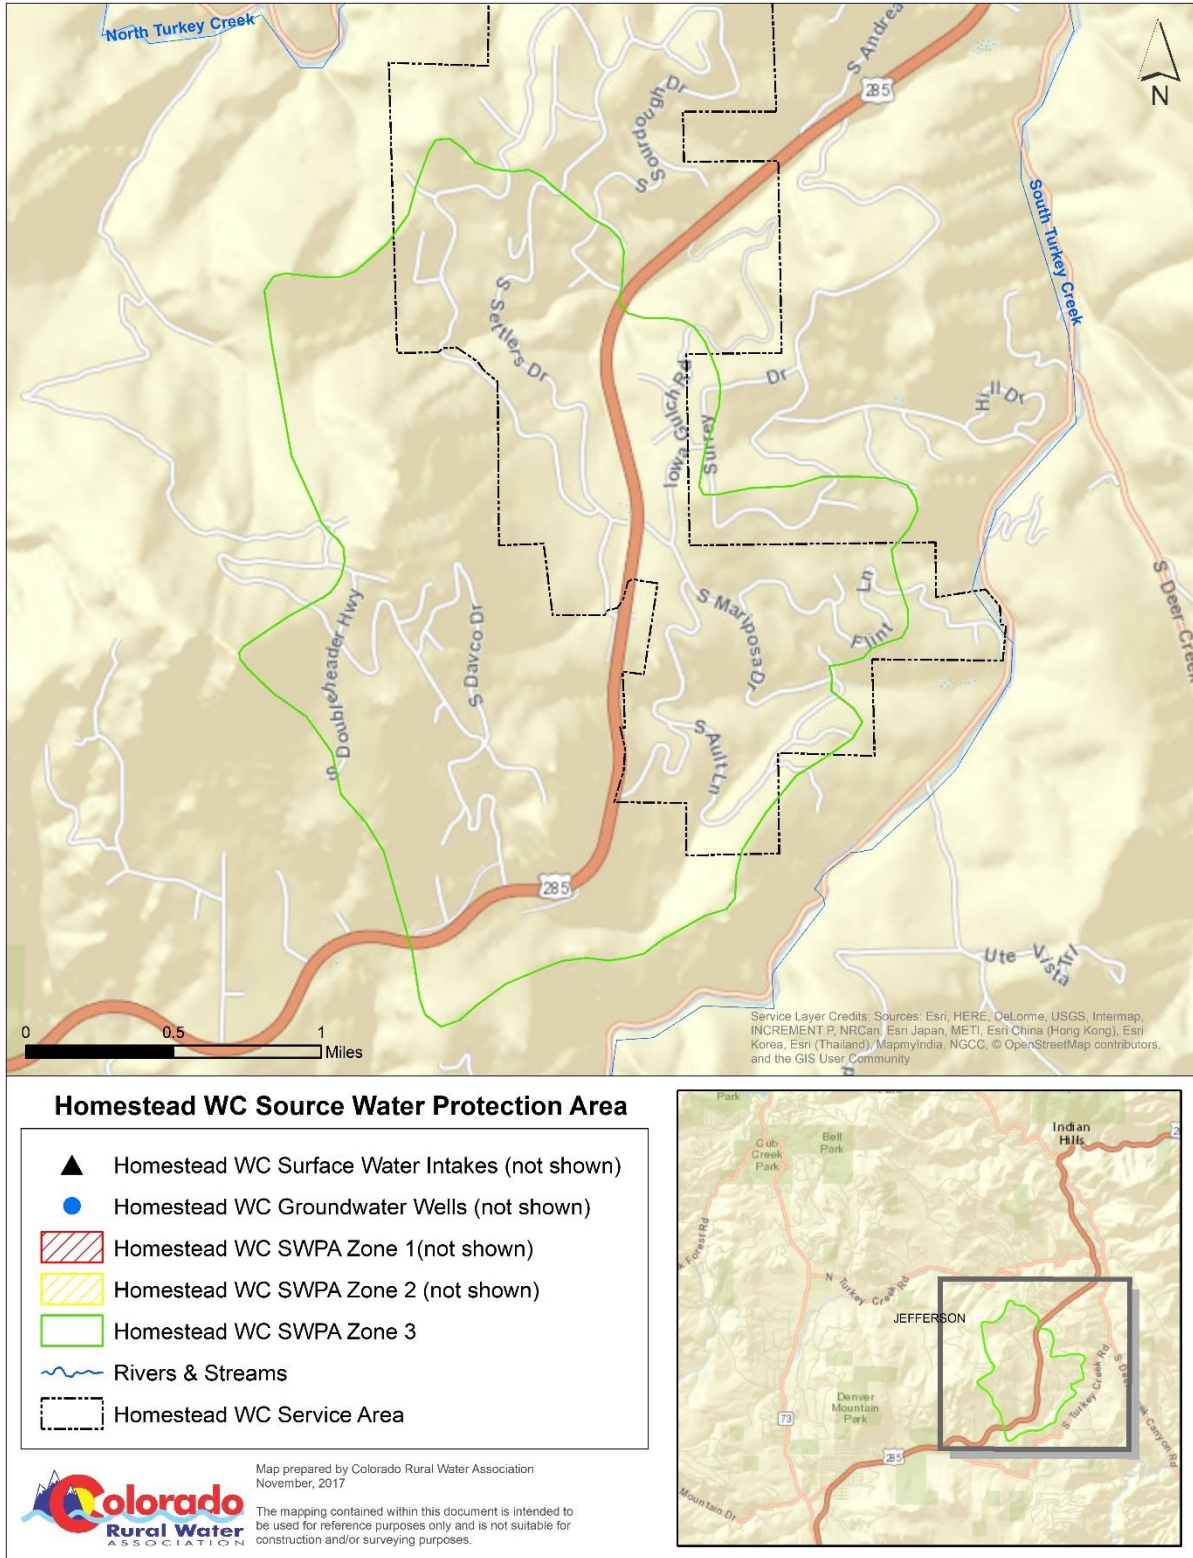 North Turkey Creek
S Andrea
285
N
S Sourdough Dr
South Turkey Creek
S Settlers Dr
Iowa Gulch Rd
Surrey
Dr
Hill Dr
S Deer Creek
S Doubleheader Hwy
S Davco Dr
S Mariposa Dr
Flint Ln
S Ault Ln
285
Ute Vista Trl
0 0.5 1
Miles
Service Layer Credits: Sources: Esri, HERE, DeLorme, USGS, Intermap,
INCREMENT P, NRCan, Esri Japan, METI, Esri China (Hong Kong), Esri
Korea, Esri (Thailand), MapmyIndia, NGCC, © OpenStreetMap contributors,
and the GIS User Community
Homestead WC Source Water Protection Area
Homestead WC Surface Water Intakes (not shown)
Homestead WC Groundwater Wells (not shown)
Homestead WC SWPA Zone 1(not shown)
Homestead WC SWPA Zone 2 (not shown)
Homestead WC SWPA Zone 3
Rivers & Streams
Homestead WC Service Area
Colorado
Rural Water
ASSOCIATION
Map prepared by Colorado Rural Water Association
November, 2017
The mapping contained within this document is intended to
be used for reference purposes only and is not suitable for
construction and/or surveying purposes.
Park
Cub
Creek
Park
Bell
Park
Indian
Hills
k Forest Rd
N Turkey Creek Rd
JEFFERSON
Denver
Mountain
Park
73
285
S Turkey Creek Rd
S Deer Creek Canyon Rd
Mountain Dr